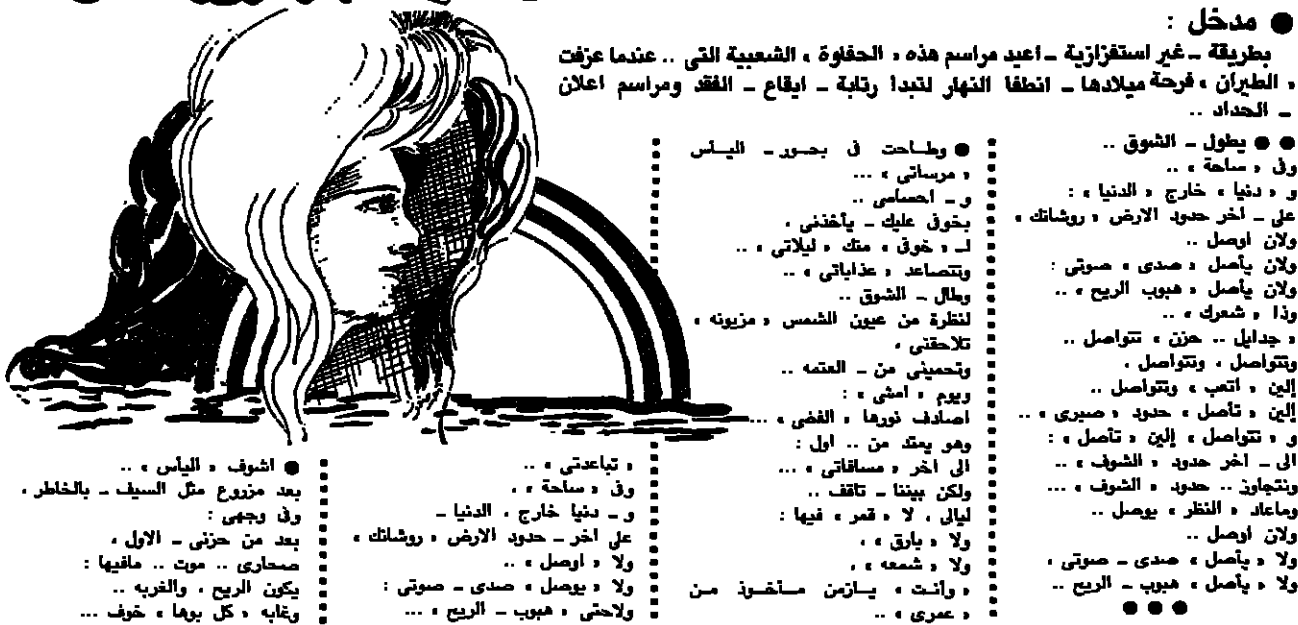 ● مدخل :
بطريقة ـ غير استفزازية ـ اعيد مراسم هذه « الحفاوة » الشعبية التى .. عندما عزفت
« الطيران » فرحة ميلادها ـ انطفا النهار لتبدا رتابة ـ ايقاع ـ الفقد ومراسم اعلان
ـ الحداد ..
● ● يطول ـ الشوق ..
وفى « ساحة » ..
و « دنيا » خارج « الدنيا » :
على ـ اخر حدود الارض « روشانك »
ولان اوصل ..
ولان يأصل « صدى » صوتى :
ولان يأصل « هبوب الريح » ..
وذا « شعرك » ..
« جدايل .. حزن » تتواصل ..
وتتواصل ، وتتواصل .
إلين « اتعب » وتتواصل ..
إلين « تأصل » حدود « صبرى » ..
و « تتواصل » إلين « تأصل » :
الى ـ اخر حدود « الشوف » ..
ونتجاوز .. حدود « الشوف » ...
وماعاد « النظر » يوصل ..
ولان اوصل ..
ولا « يأصل » صدى ـ صوتى ،
ولا « يأصل » هبوب ـ الريح ..
● ● ●
● وطـاحت فى بحـور ـ اليـاس
« مرساتى » ...
و ـ احساسى ..
بخوفى عليك ـ يأخذنى ،
لـ « خوفى » منك « ليلاتى » ..
وتتصاعد « عذاباتى » ..
وطال ـ الشوق ..
لنظرة من عيون الشمس « مزيونه »
تلاحقنى ،
وتحمينى من ـ العتمه ..
ويوم « امشى » :
اصادف نورها « الفضى » ...
وهو يمتد من .. اول :
الى اخر « مسافاتى » ...
ولكن بيننا ـ تاقف ..
ليالى ، لا « قمر » فيها :
ولا « بارق » ،
ولا « شمعه » ،
« وأنـت » يـازمن مـأخـوذ مـن
« عمرى » ..
« تباعدتى » ..
وفى « ساحة » ،
و ـ دنيا خارج ، الدنيا ـ
على اخر ـ حدود الارض « روشانك »
ولا « اوصل » ..
ولا « يوصل » صدى ـ صوتى :
ولاحتى « هبوب ـ الريح » ...
● اشوف « اليأس » ..
بعد مزروع مثل السيف ـ بالخاطر ،
وفى وجهى :
بعد من حزنى ـ الاول ،
صحارى .. موت .. مافيها :
يكون الريح ، والغربه ..
وغابه « كل بوها » خوف ...